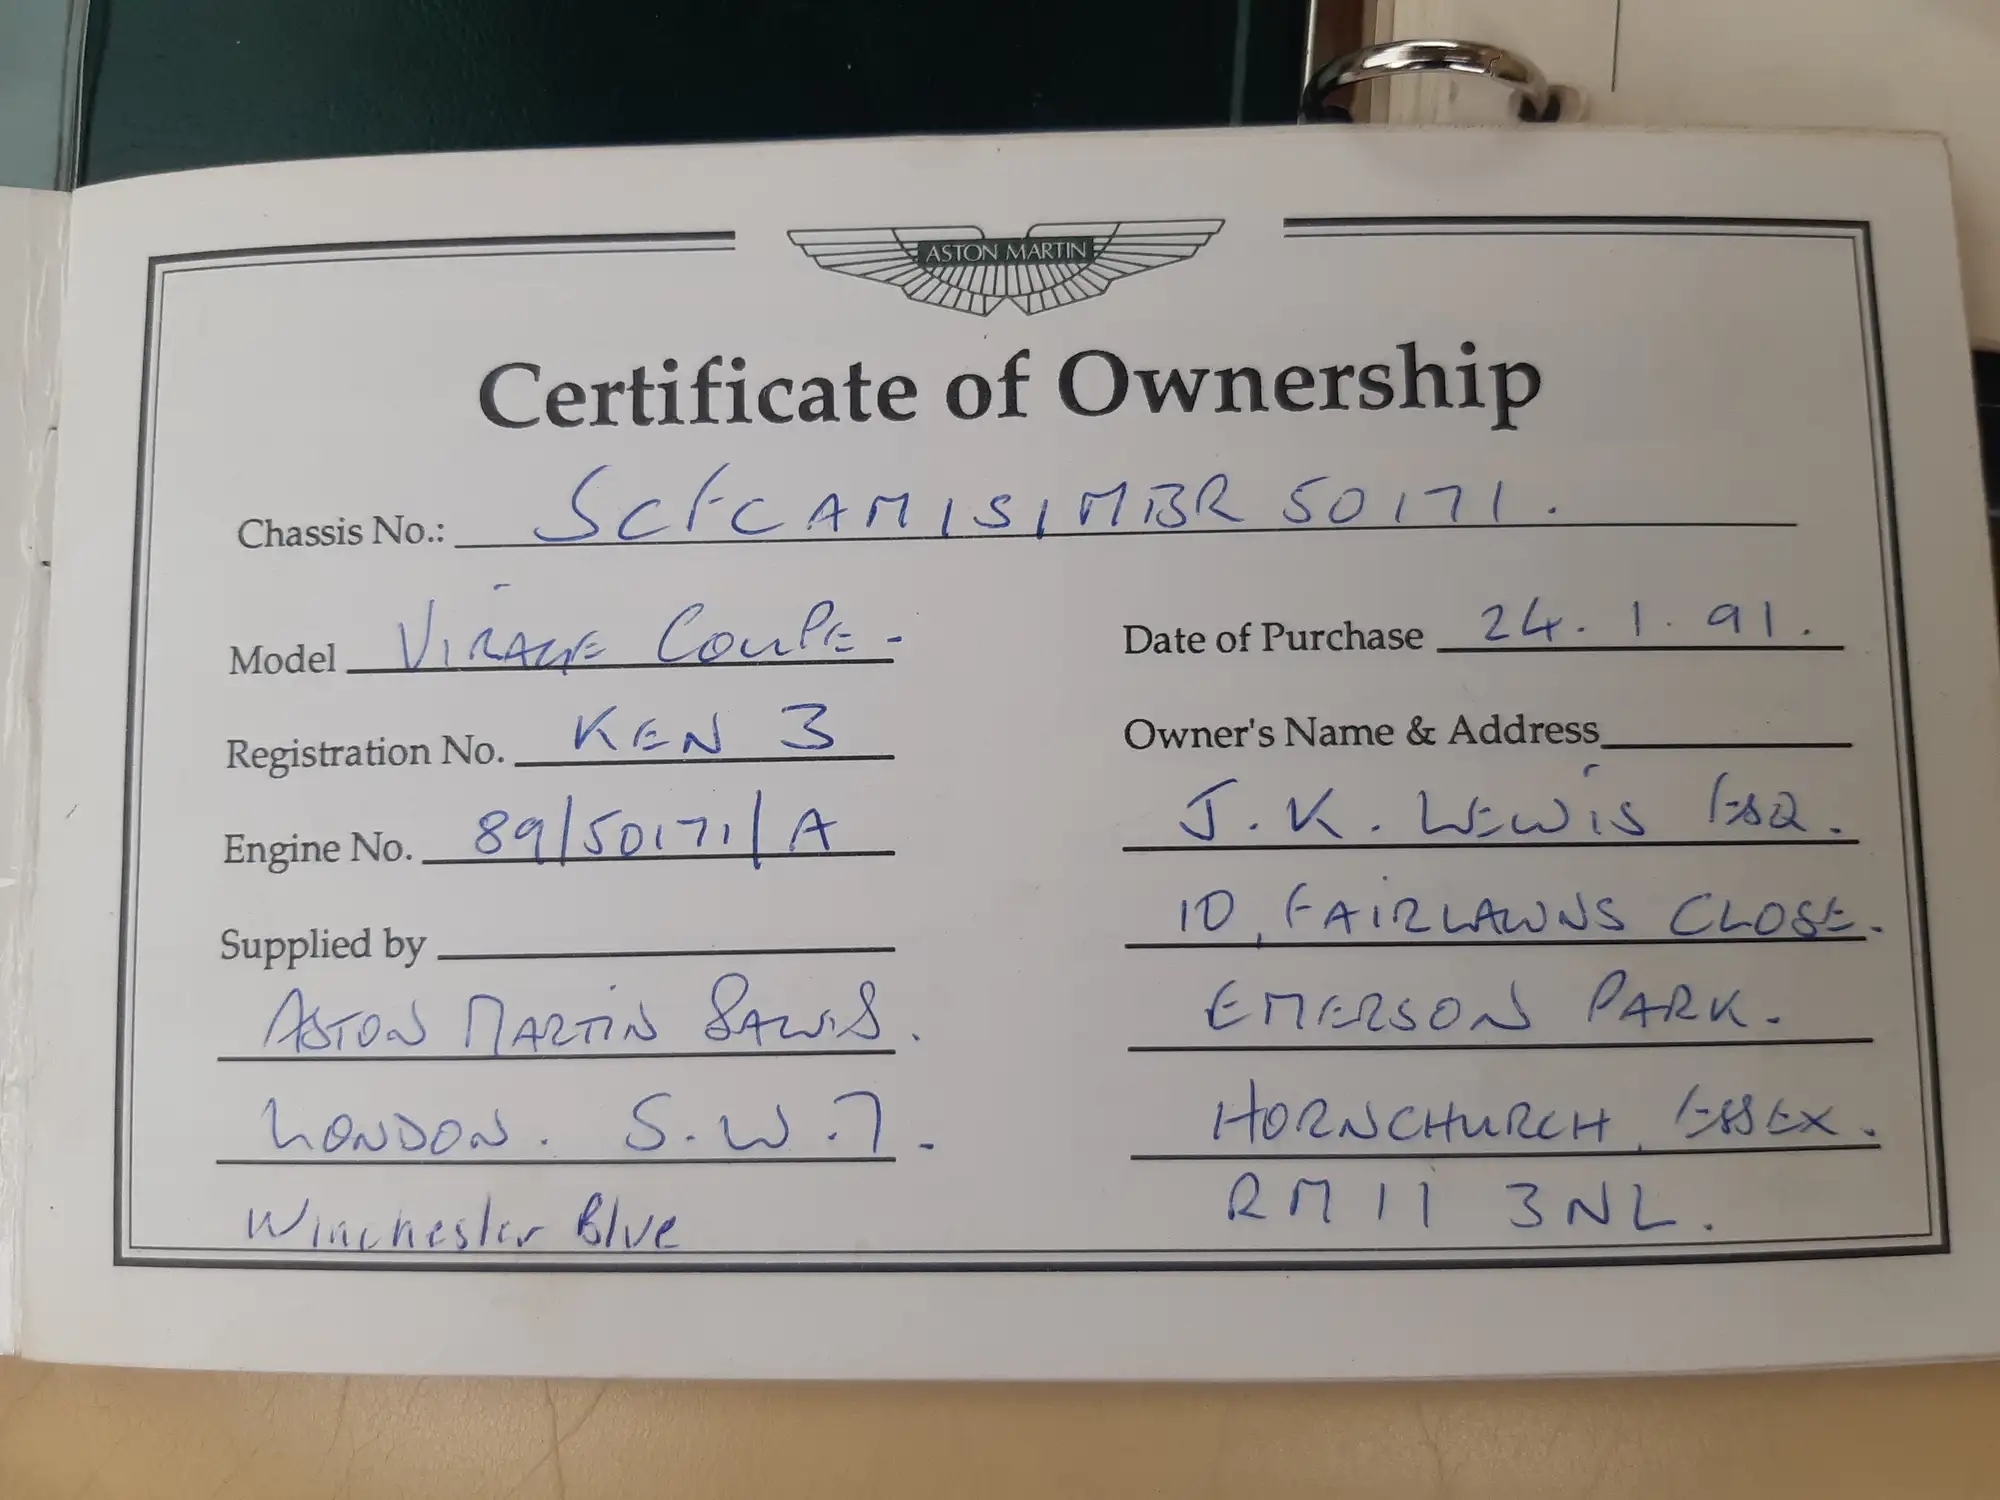 ASTON MARTIN
Certificate of Ownership
Chassis No.: SCFCAM1S1MBR50171.
Model VIRAGE COUPE -
Registration No. KEN 3
Engine No. 89/50171/A
Supplied by
ASTON MARTIN SALES.
LONDON. S.W.7.
Winchester Blue
Date of Purchase 24.1.91.
Owner's Name & Address
J.K. LEWIS ESQ.
10, FAIRLAWNS CLOSE.
EMERSON PARK.
HORNCHURCH, ESSEX.
RM11 3NL.